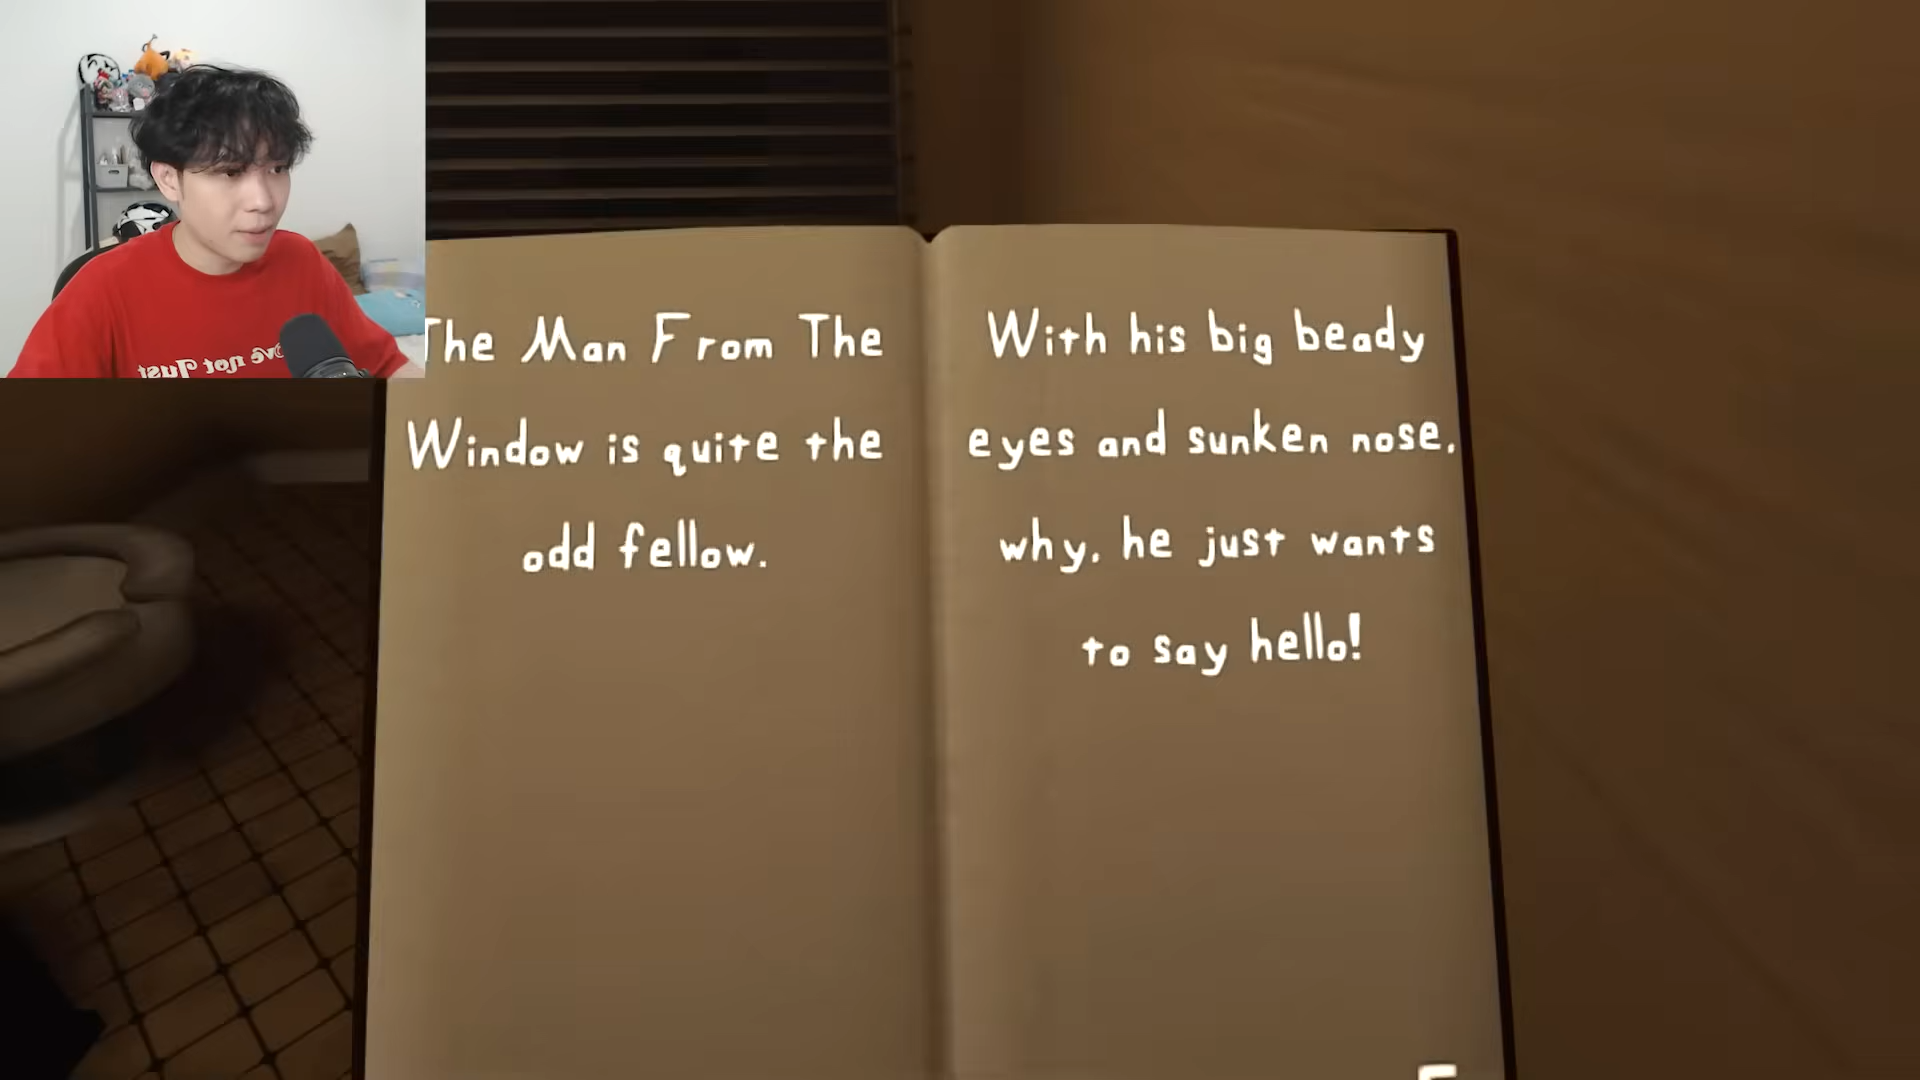 The Man From The
Window is quite the
odd fellow.
With his big beady
eyes and sunken nose,
why, he just wants
to say hello!